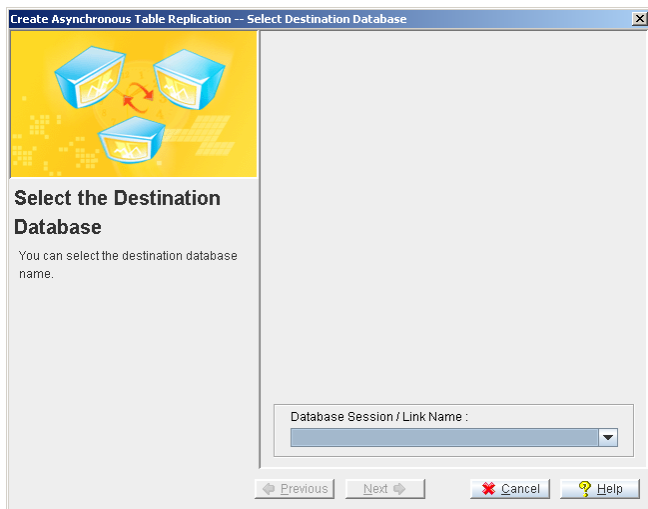 Create Asynchronous Table Replication -- Select Destination Database
Select the Destination
Database
You can select the destination database
name.
Database Session / Link Name :
Previous Next Cancel Help